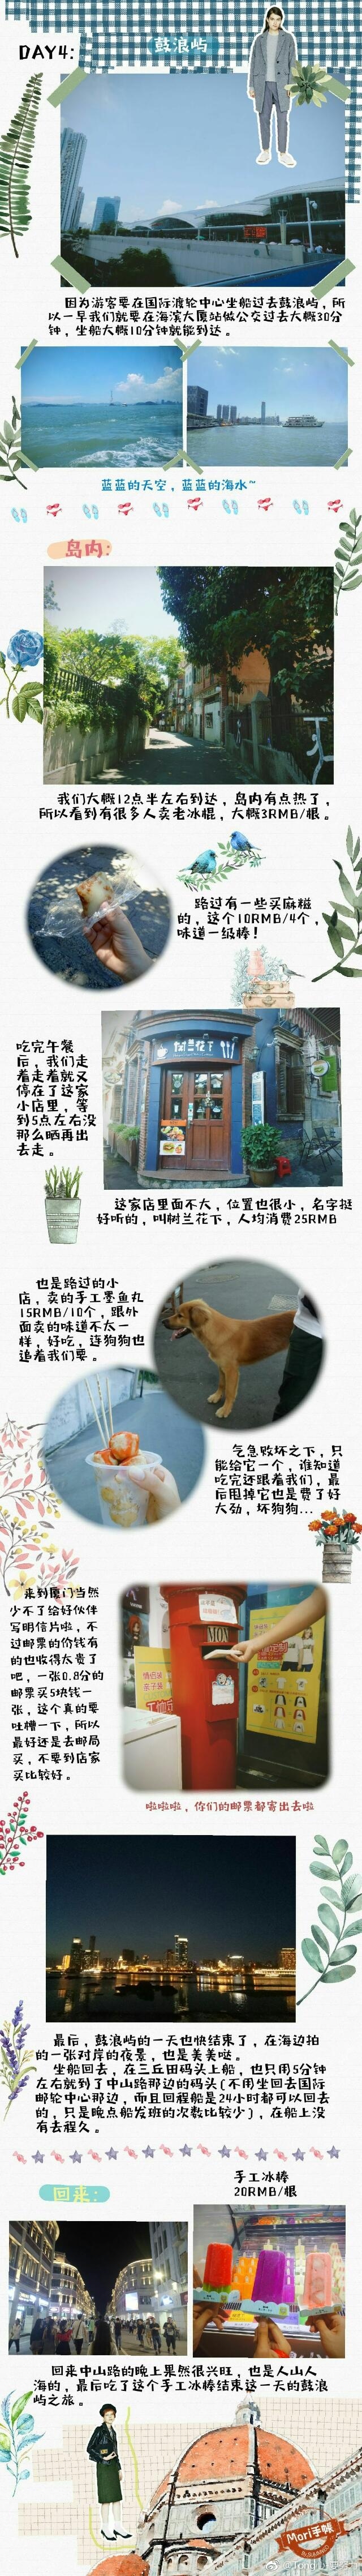 DAY4:
鼓浪屿
因为游客要在国际渡轮中心坐船过去鼓浪屿，所
以一早我们就要在海滨大厦站做公交过去大概30分
钟，坐船大概10分钟就能到达。
蓝蓝的天空，蓝蓝的海水~
岛内:
我们大概12点半左右到达，岛内有点热了，
所以看到有很多人卖老冰棍，大概3RMB/根。
路过有一些买麻糍
的，这个10RMB/4个，
味道一级棒！
吃完午餐
后，我们走
着走着就又
停在了这家
小店里，等
到5点左右没
那么晒再出
去走。
树兰花下
这家店里面不大，位置也很小，名字挺
好听的，叫树兰花下，人均消费25RMB
也是路过的小
店，卖的手工墨鱼丸
15RMB/10个，跟外
面卖的味道不太一
样，好吃，连狗狗也
追着我们要。
气急败坏之下，只
能给它一个，谁知道
吃完还跟着我们，最
后甩掉它也是费了好
大劲，坏狗狗...
来到厦门当然
少不了给好伙伴
写明信片啦，不
过邮票的价钱有
的也收得太贵了
吧，一张0.8分的
邮票买5块钱一
张，这个真的要
吐槽一下，所以
最好还是去邮局
买，不要到店家
买比较好。
MOX
情侣装
亲子装
啦啦啦，你们的邮票都寄出去啦
最后，鼓浪屿的一天也快结束了，在海边拍
的一张对岸的夜景，也是美美哒。
坐船回去，在三丘田码头上船，也只用5分钟
左右就到了中山路那边的码头(不用坐回去国际
邮轮中心那边，而且回程船是24小时都可以回去
的，只是晚点船发班的次数比较少)，在船上没
有去程久。
回来:
手工冰棒
20RMB/根
回来中山路的晚上果然很兴旺，也是人山人
海的，最后吃了这个手工冰棒结束这一天的鼓浪
屿之旅。
Mori手帐